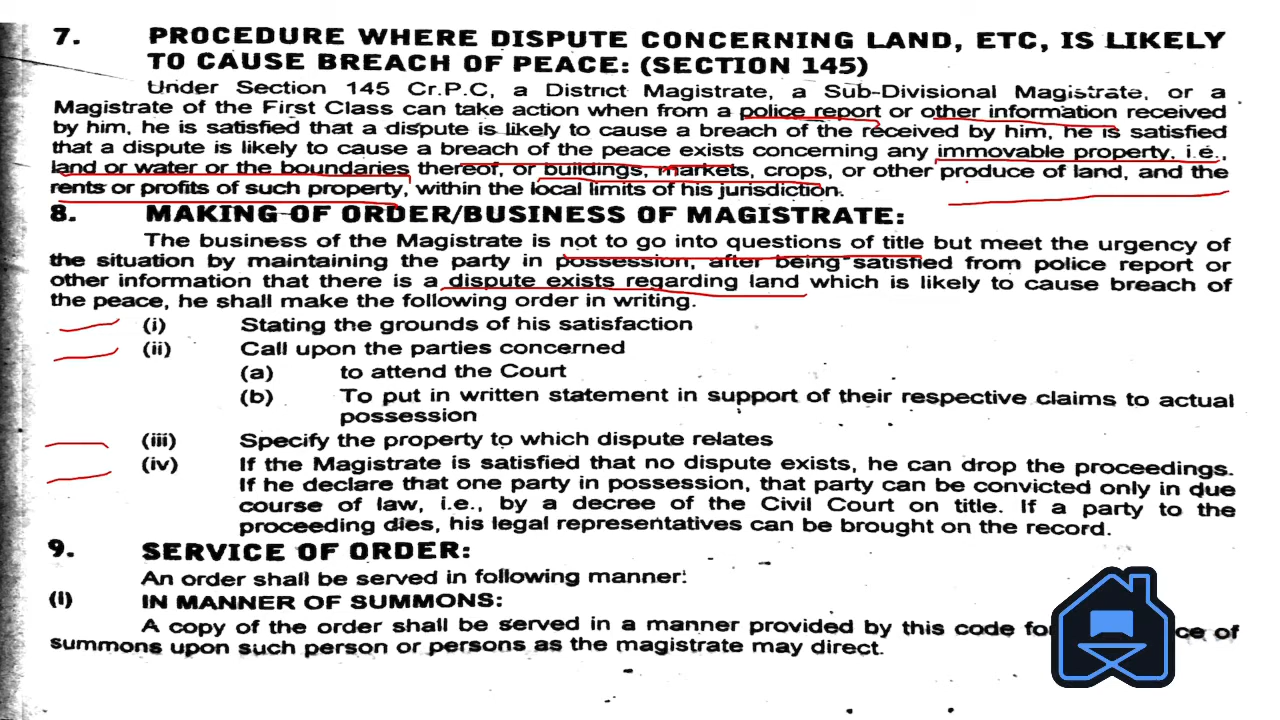 7. PROCEDURE WHERE DISPUTE CONCERNING LAND, ETC, IS LIKELY
TO CAUSE BREACH OF PEACE: (SECTION 145)
Under Section 145 Cr.P.C, a District Magistrate, a Sub-Divisional Magistrate, or a
Magistrate of the First Class can take action when from a police report or other information received
by him, he is satisfied that a dispute is likely to cause a breach of the received by him, he is satisfied
that a dispute is likely to cause a breach of the peace exists concerning any immovable property. i.e.,
land or water or the boundaries thereof, or buildings, markets, crops, or other produce of land, and the
rents or profits of such property, within the local limits of his jurisdiction.
8. MAKING OF ORDER/BUSINESS OF MAGISTRATE:
The business of the Magistrate is not to go into questions of title but meet the urgency of
the situation by maintaining the party in possession, after being satisfied from police report or
other information that there is a dispute exists regarding land which is likely to cause breach of
the peace, he shall make the following order in writing.
(i) Stating the grounds of his satisfaction
(ii) Call upon the parties concerned
(a) to attend the Court
(b) To put in written statement in support of their respective claims to actual
possession
(iii) Specify the property to which dispute relates
(iv) If the Magistrate is satisfied that no dispute exists, he can drop the proceedings.
If he declare that one party in possession, that party can be convicted only in due
course of law, i.e., by a decree of the Civil Court on title. If a party to the
proceeding dies, his legal representatives can be brought on the record.
9. SERVICE OF ORDER:
An order shall be served in following manner:
(i) IN MANNER OF SUMMONS:
A copy of the order shall be served in a manner provided by this code of
summons upon such person or persons as the magistrate may direct.